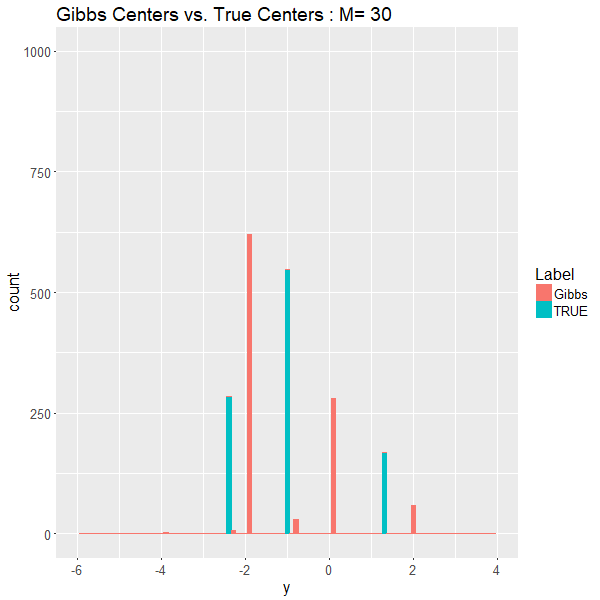 Gibbs Centers vs. True Centers : M= 30
1000
750
500
250
0
count
-6 -4 -2 0 2 4
y
Label
Gibbs
TRUE